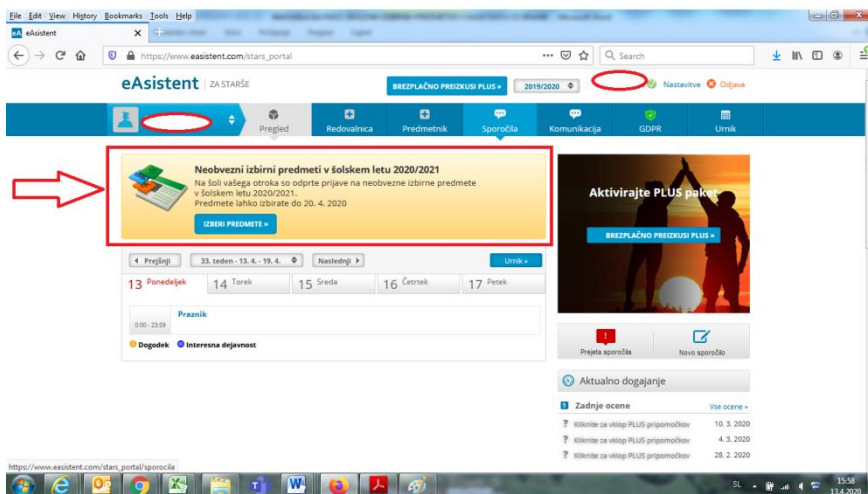 File Edit View History Bookmarks Tools Help
eA eAsistent
https://www.easistent.com/stars_portal
Search
eAsistent ZA STARŠE
BREZPLAČNO PREIZKUSI PLUS »
2019/2020
Nastavitve
Odjava
Pregled
Redovalnica
Predmetnik
Sporočila
Komunikacija
GDPR
Urnik
Neobvezni izbirni predmeti v šolskem letu 2020/2021
Na šoli vašega otroka so odprte prijave na neobvezne izbirne predmete
v šolskem letu 2020/2021.
Predmete lahko izbirate do 20. 4. 2020
IZBERI PREDMETE »
Aktivirajte PLUS paket
BREZPLAČNO PREIZKUSI PLUS »
Prejšnji
33. teden - 13. 4. - 19. 4.
Naslednji
Urnik »
13 Ponedeljek
14 Torek
15 Sreda
16 Četrtek
17 Petek
Praznik
0:00 - 23:59
Dogodek
Interesna dejavnost
Prejeta sporočila
Novo sporočilo
Aktualno dogajanje
Zadnje ocene
Vse ocene »
? Kliknite za vklop PLUS pripomočkov 10. 3. 2020
? Kliknite za vklop PLUS pripomočkov 4. 3. 2020
? Kliknite za vklop PLUS pripomočkov 28. 2. 2020
https://www.easistent.com/stars_portal/sporocila
SL
15:58
13.4.2020